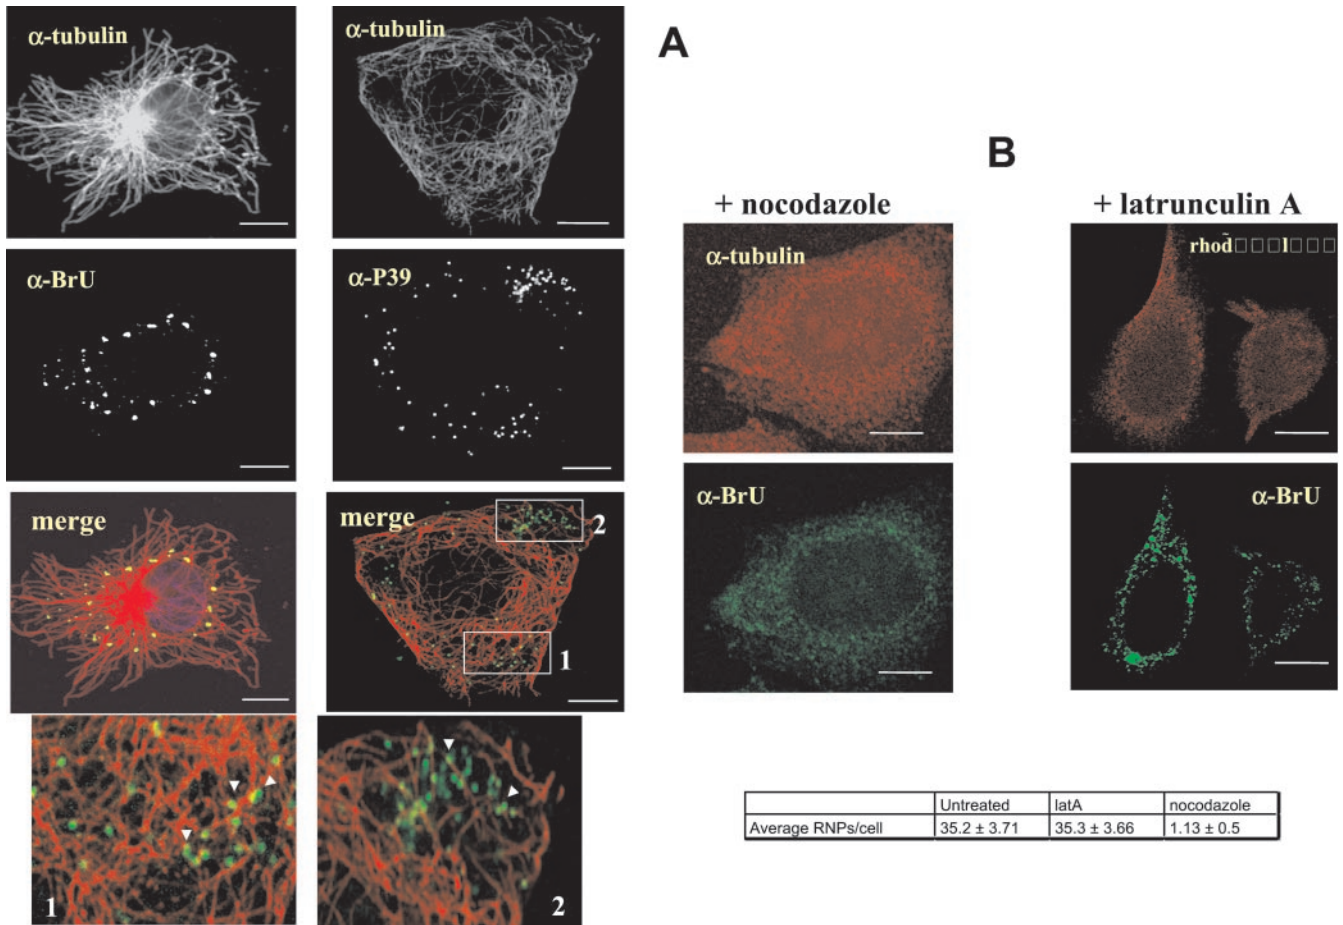 α-tubulin
α-tubulin
α-BrU
α-P39
merge
merge
2
1
1
2
A
B
+ nocodazole
+ latrunculin A
α-tubulin
α-BrU
α-BrU
Untreated latA nocodazole
Average RNPs/cell 35.2 ± 3.71 35.3 ± 3.66 1.13 ± 0.5